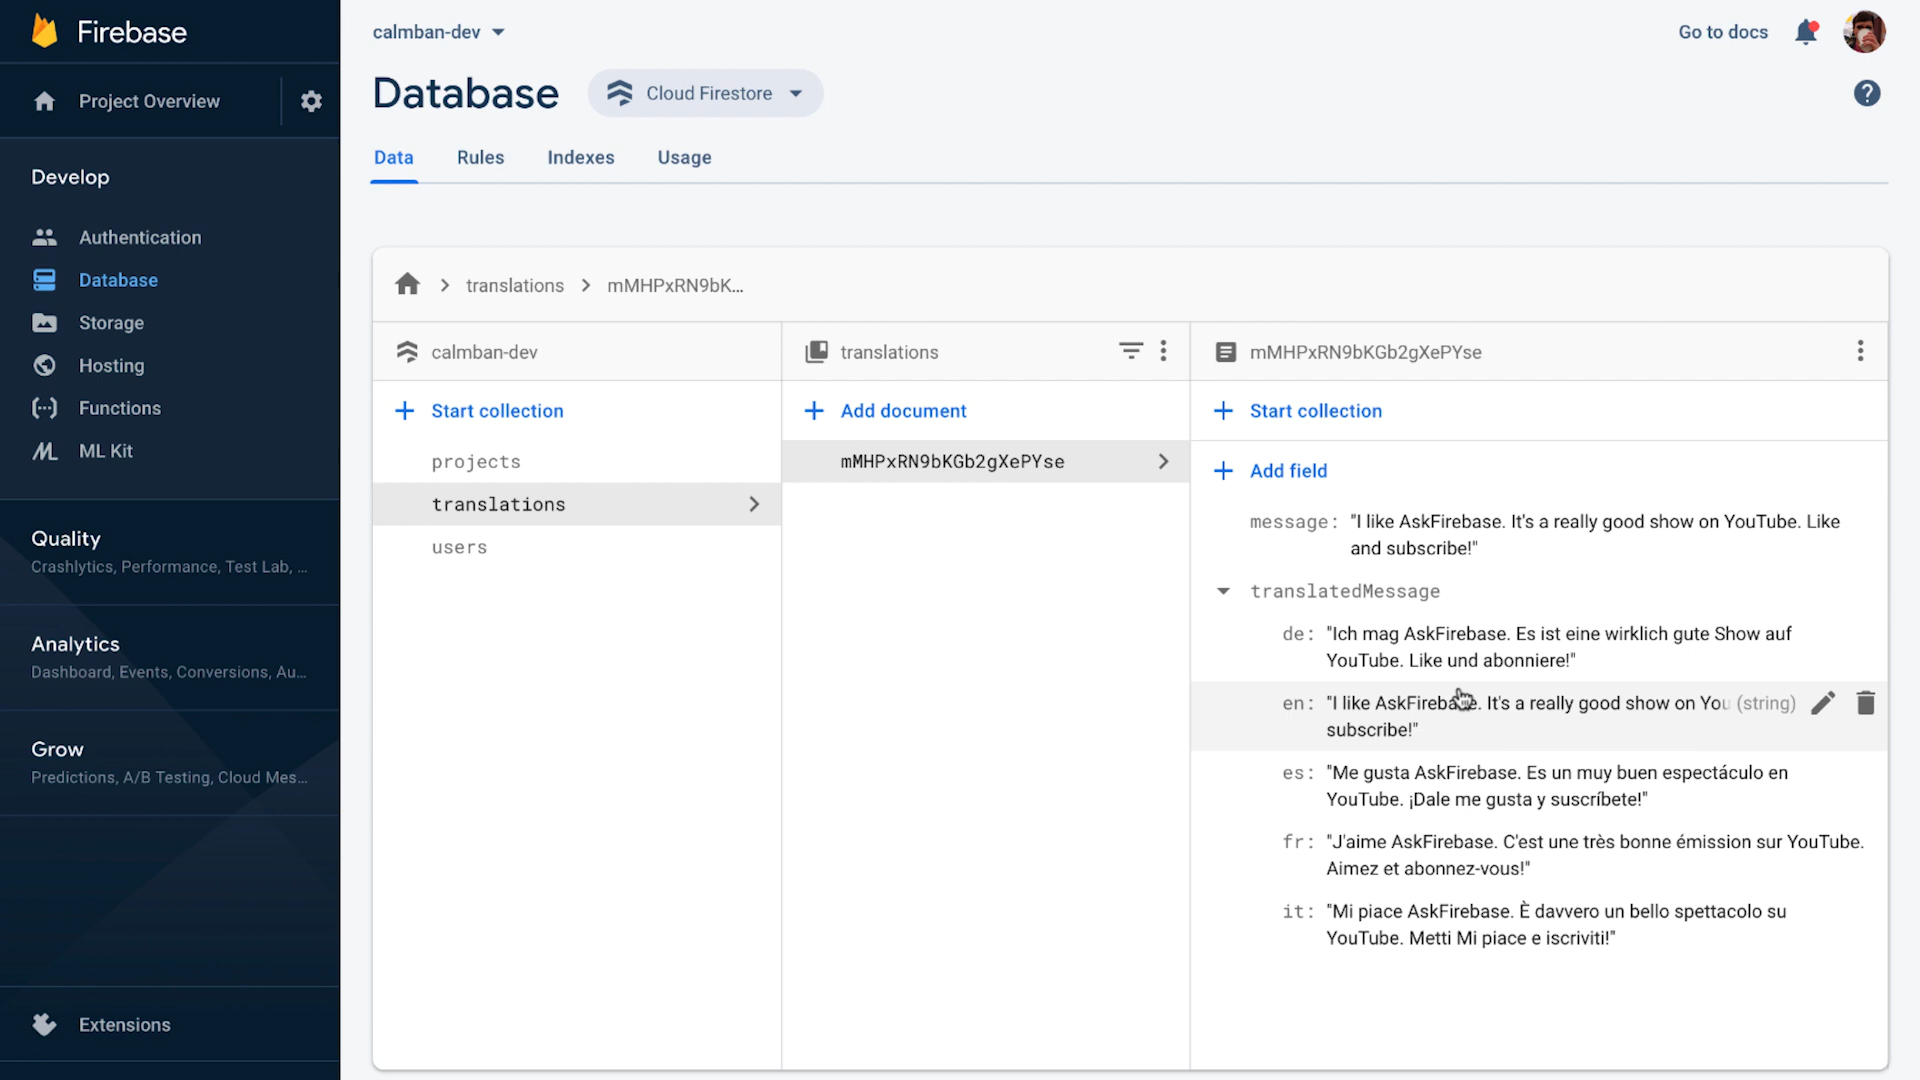 Firebase
Project Overview
Develop
Authentication
Database
Storage
Hosting
Functions
ML Kit
Quality
Crashlytics, Performance, Test Lab, ...
Analytics
Dashboard, Events, Conversions, Au...
Grow
Predictions, A/B Testing, Cloud Mes...
Extensions
calmban-dev
Go to docs
Database
Cloud Firestore
Data
Rules
Indexes
Usage
translations
mMHPxRN9bK...
calmban-dev
Start collection
projects
translations
users
translations
Add document
mMHPxRN9bKGb2gXePYse
mMHPxRN9bKGb2gXePYse
Start collection
Add field
message: "I like AskFirebase. It's a really good show on YouTube. Like
and subscribe!"
translatedMessage
de: "Ich mag AskFirebase. Es ist eine wirklich gute Show auf
YouTube. Like und abonniere!"
en: "I like AskFirebase. It's a really good show on You (string)
subscribe!"
es: "Me gusta AskFirebase. Es un muy buen espectáculo en
YouTube. ¡Dale me gusta y suscríbete!"
fr: "J'aime AskFirebase. C'est une très bonne émission sur YouTube.
Aimez et abonnez-vous!"
it: "Mi piace AskFirebase. È davvero un bello spettacolo su
YouTube. Metti Mi piace e iscriviti!"